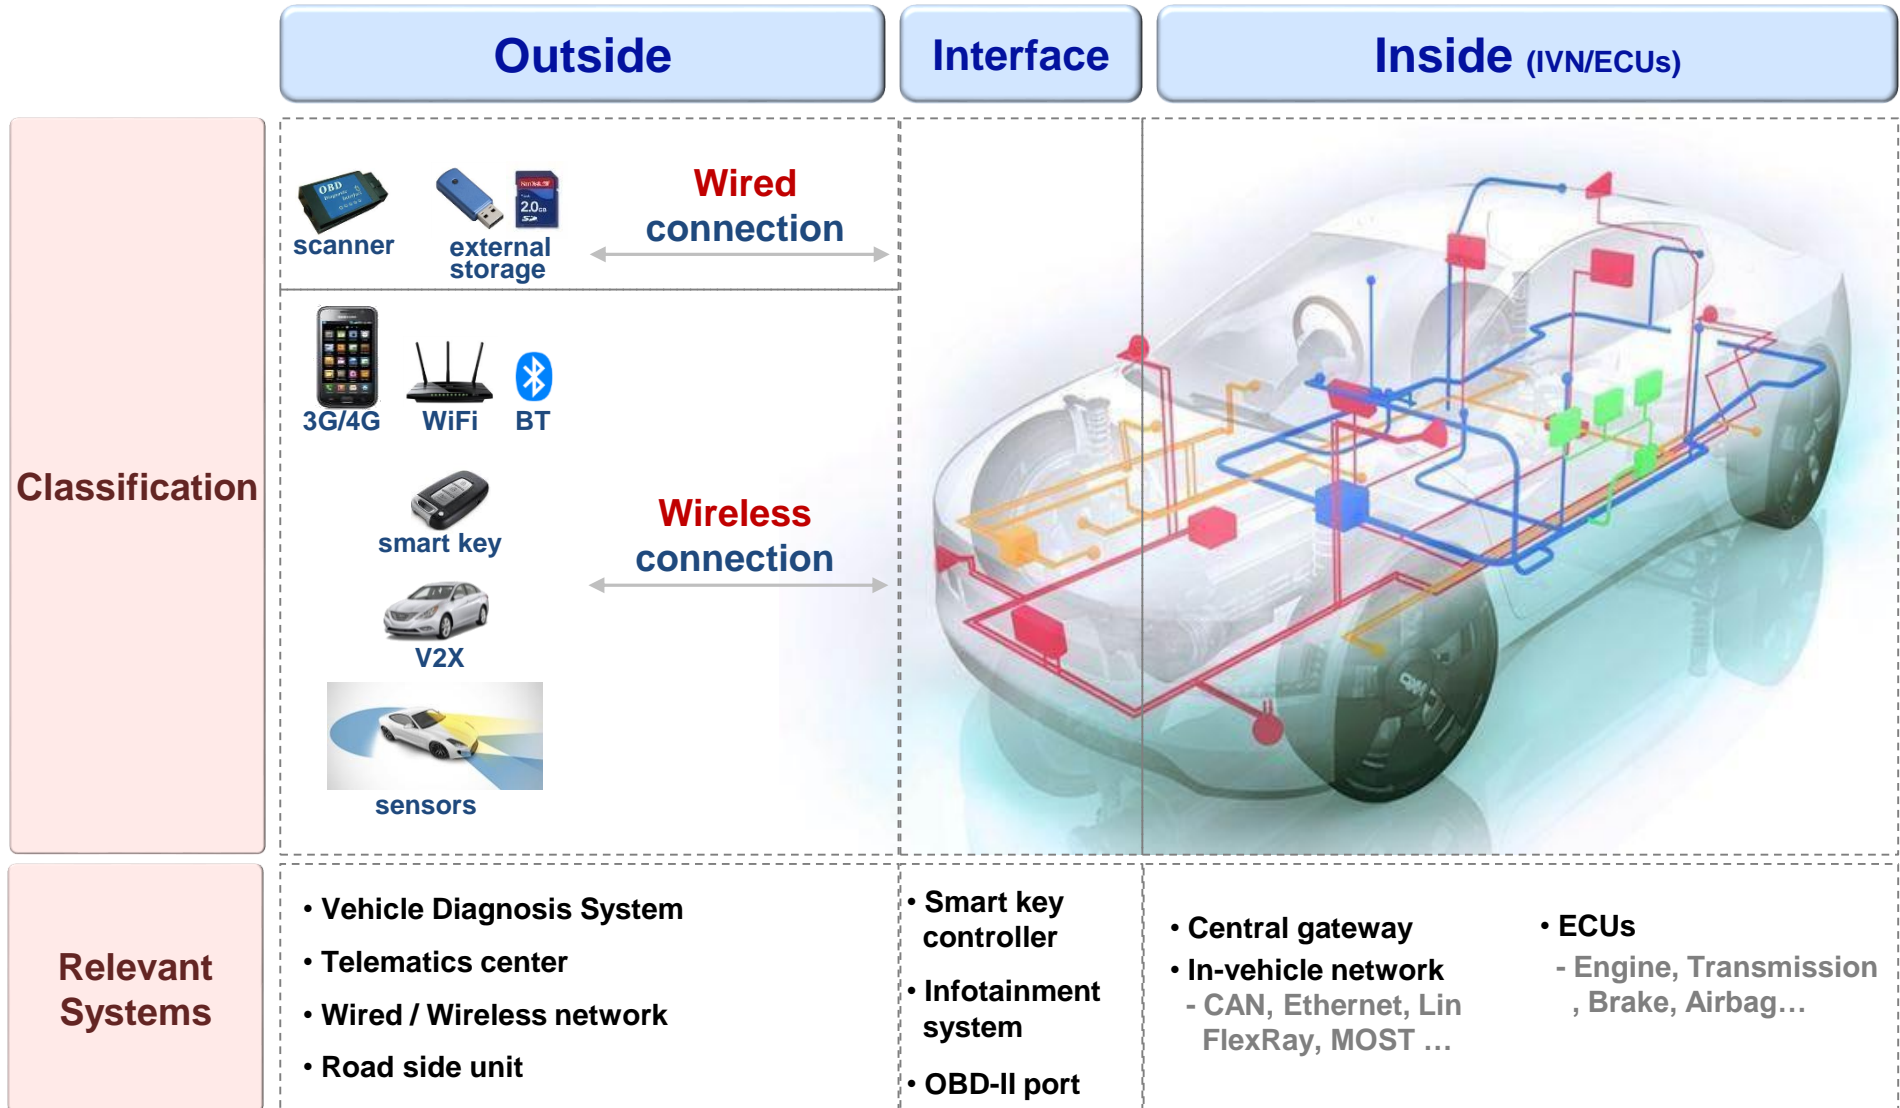 Outside
Interface
Inside (IVN/ECUs)
Classification
OBD
2.0GB
scanner
external
storage
Wired
connection
3G/4G
WiFi
BT
smart key
Wireless
connection
V2X
sensors
Relevant
Systems
• Vehicle Diagnosis System
• Telematics center
• Wired / Wireless network
• Road side unit
• Smart key
controller
• Infotainment
system
• OBD-II port
• Central gateway
• In-vehicle network
- CAN, Ethernet, Lin
FlexRay, MOST ...
• ECUs
- Engine, Transmission
, Brake, Airbag...